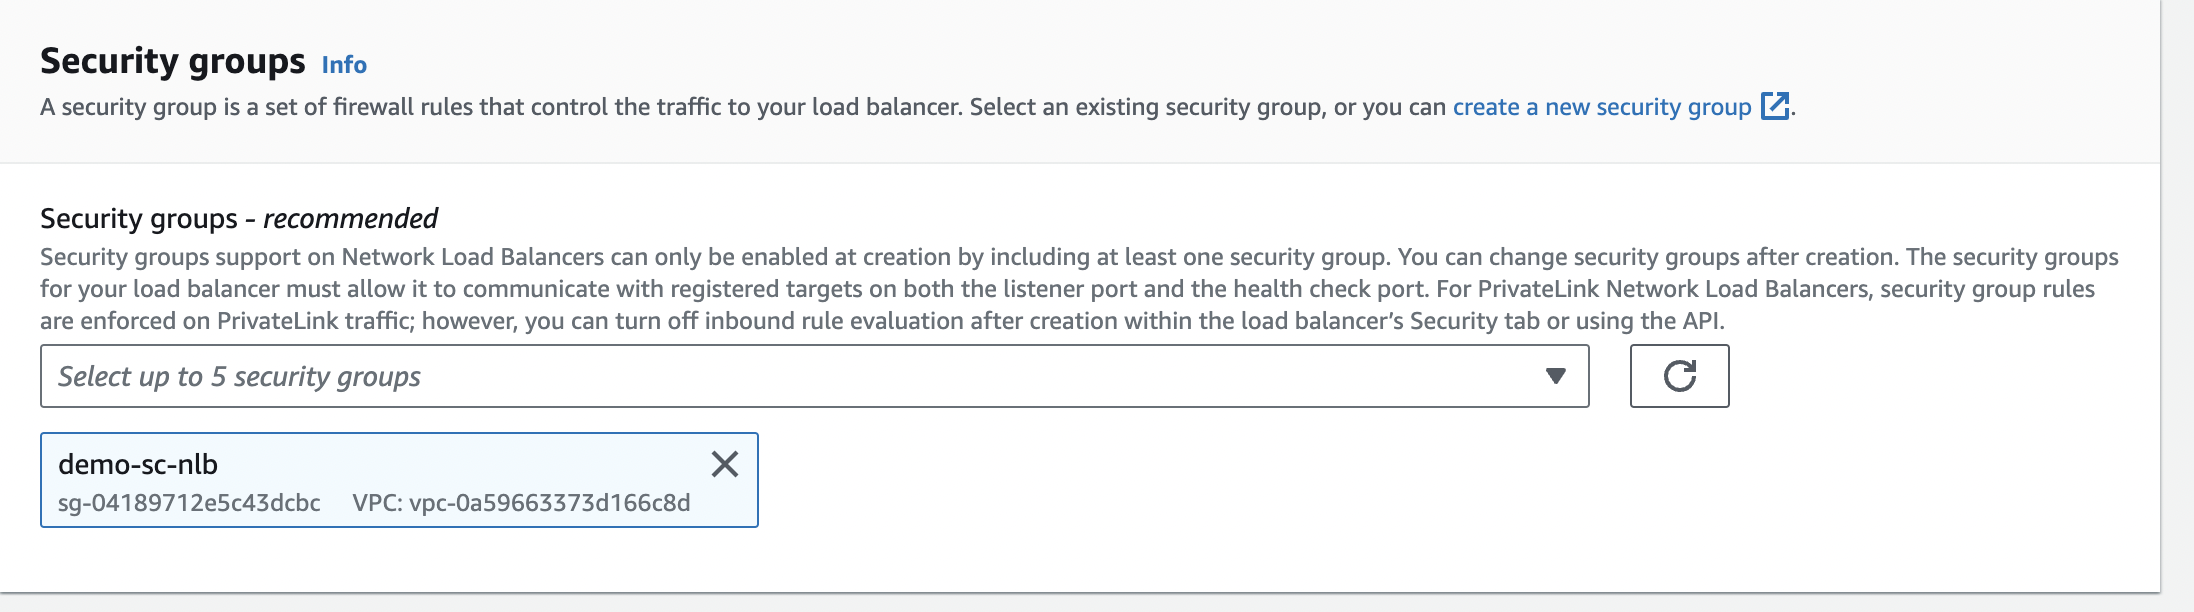 Security groups Info
A security group is a set of firewall rules that control the traffic to your load balancer. Select an existing security group, or you can create a new security group.
Security groups - recommended
Security groups support on Network Load Balancers can only be enabled at creation by including at least one security group. You can change security groups after creation. The security groups
for your load balancer must allow it to communicate with registered targets on both the listener port and the health check port. For PrivateLink Network Load Balancers, security group rules
are enforced on PrivateLink traffic; however, you can turn off inbound rule evaluation after creation within the load balancer’s Security tab or using the API.
Select up to 5 security groups
demo-sc-nlb
sg-04189712e5c43dcbc VPC: vpc-0a59663373d166c8d